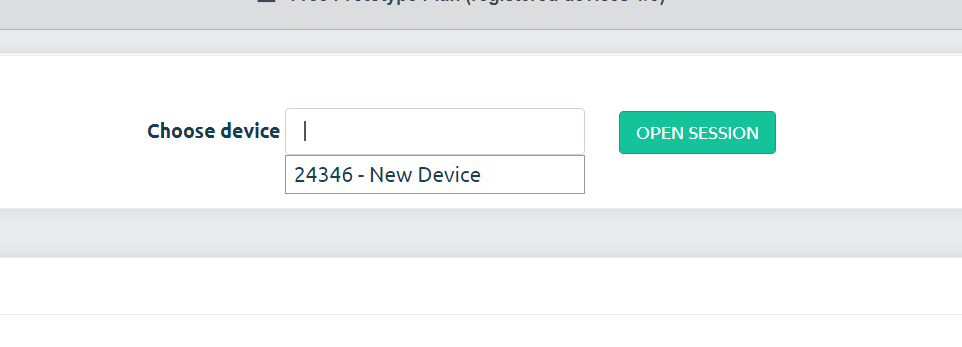 Choose device
OPEN SESSION
24346 - New Device